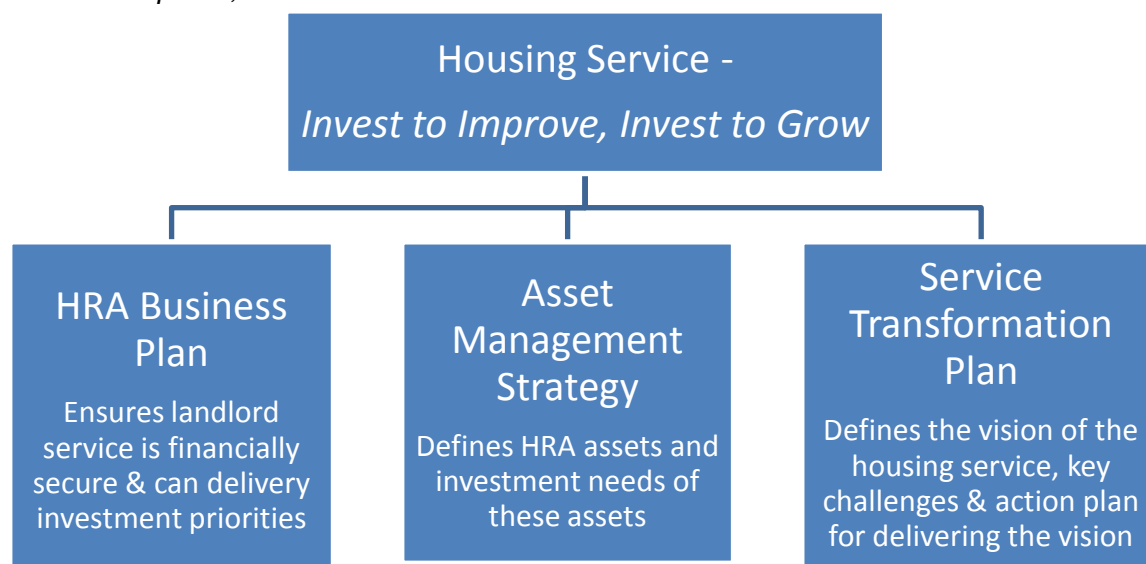 Housing Service -
Invest to Improve, Invest to Grow
HRA Business
Plan
Ensures landlord
service is financially
secure & can delivery
investment priorities
Asset
Management
Strategy
Defines HRA assets and
investment needs of
these assets
Service
Transformation
Plan
Defines the vision of the
housing service, key
challenges & action plan
for delivering the vision